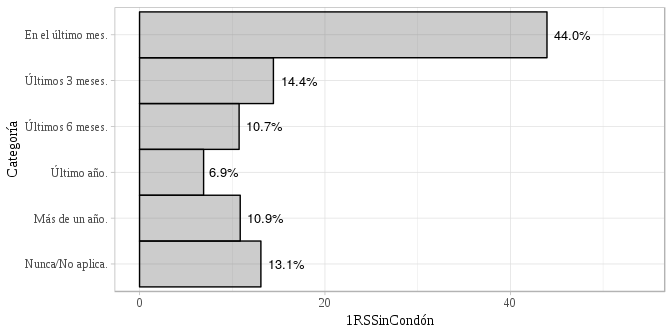 Categoría
En el último mes.
44.0%
Últimos 3 meses.
14.4%
Últimos 6 meses.
10.7%
Último año.
6.9%
Más de un año.
10.9%
Nunca/No aplica.
13.1%
0 20 40
1RSSinCondón